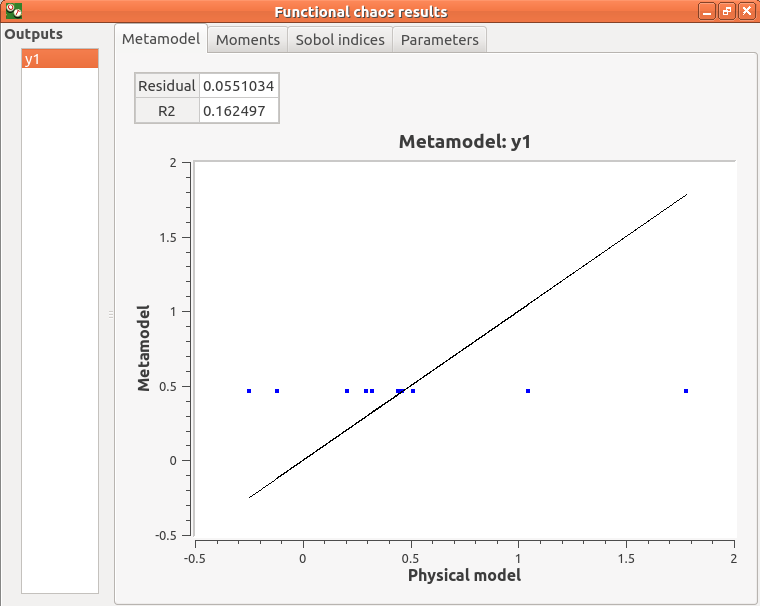 Functional chaos results
Outputs
y1
Metamodel Moments Sobol indices Parameters
Residual 0.0551034
R2 0.162497
Metamodel: y1
Metamodel
2
1.5
1
0.5
0
-0.5
-0.5 0 0.5 1 1.5 2
Physical model